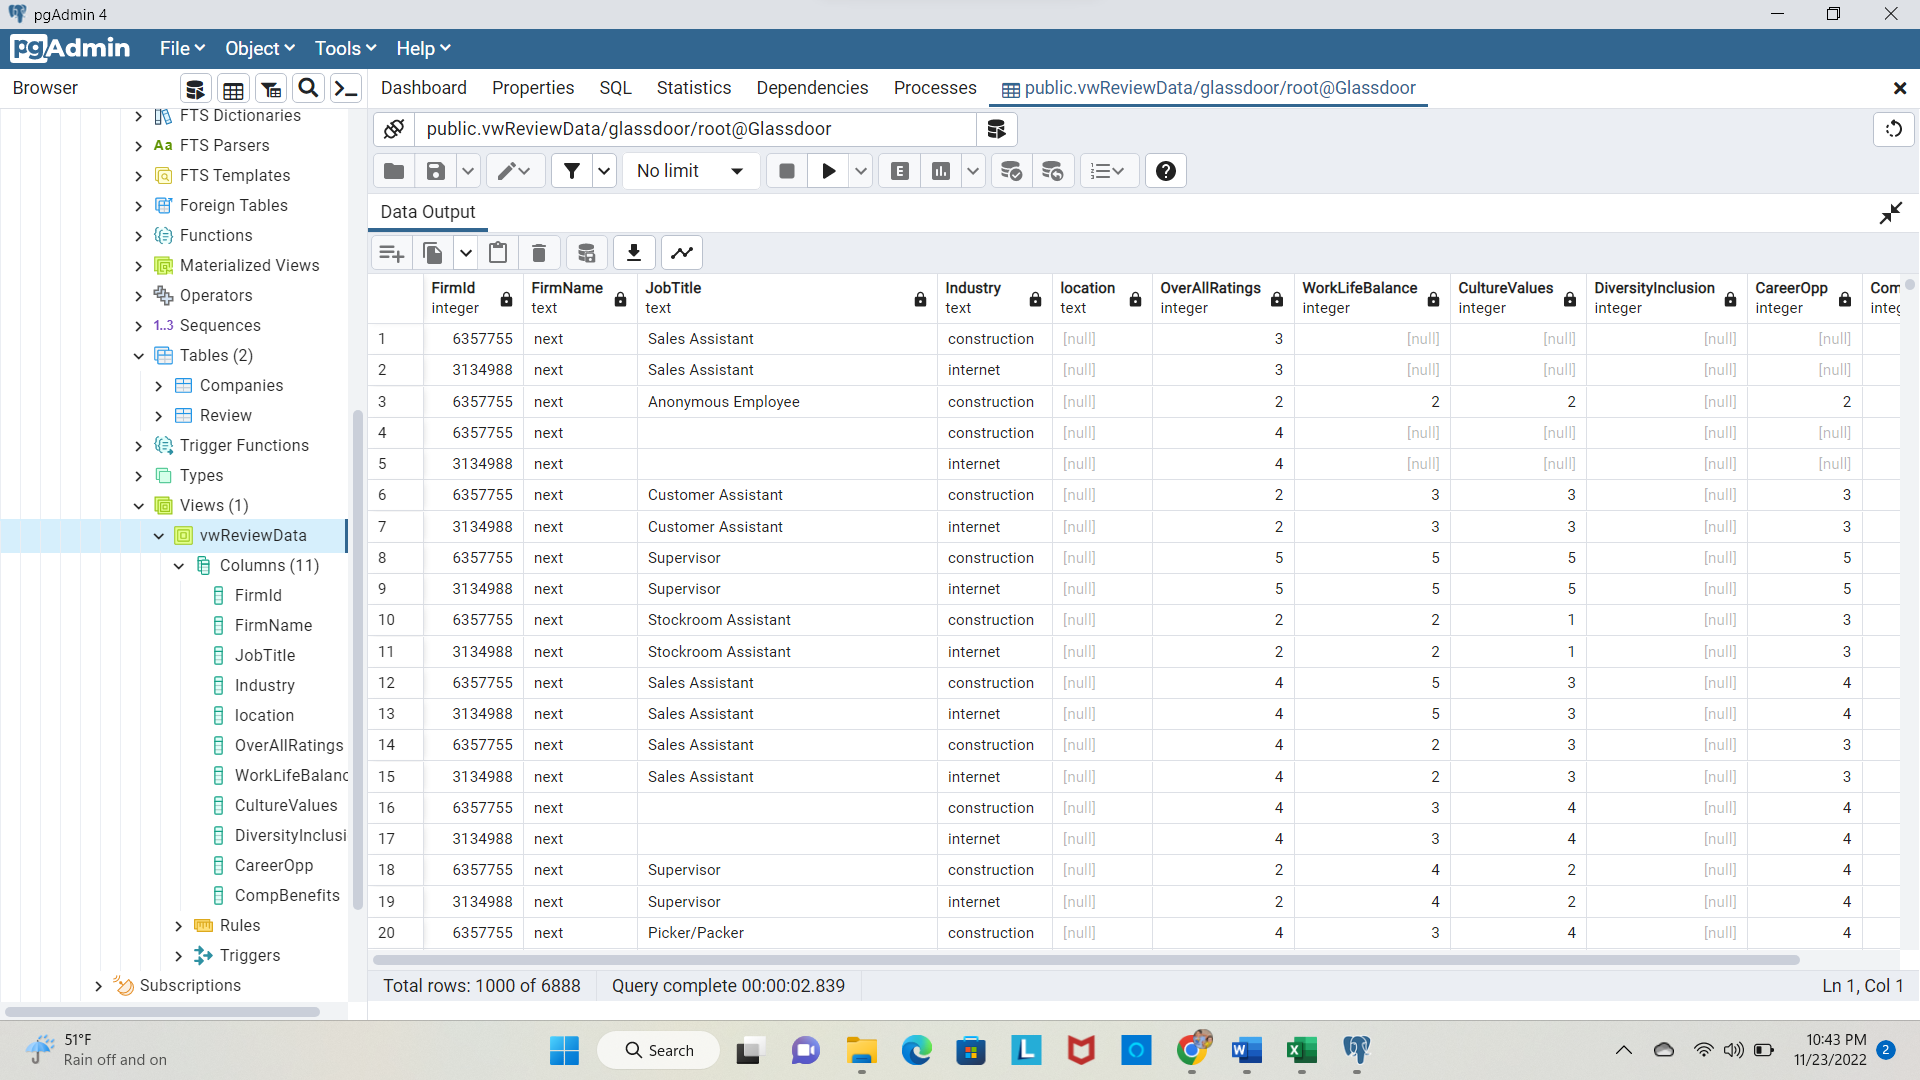 pgAdmin 4
pgAdmin File Object Tools Help
Browser Dashboard Properties SQL Statistics Dependencies Processes public.vwReviewData/glassdoor/root@Glassdoor
FTS Dictionaries
Aa FTS Parsers
FTS Templates
Foreign Tables
Functions
Materialized Views
Operators
1..3 Sequences
Tables (2)
Companies
Review
Trigger Functions
Types
Views (1)
vwReviewData
Columns (11)
FirmId
FirmName
JobTitle
Industry
location
OverAllRatings
WorkLifeBalanc
CultureValues
DiversityInclusi
CareerOpp
CompBenefits
Rules
Triggers
Subscriptions
public.vwReviewData/glassdoor/root@Glassdoor
No limit E
Data Output
FirmId FirmName JobTitle Industry location OverAllRatings WorkLifeBalance CultureValues DiversityInclusion CareerOpp Com
integer text text text text integer integer integer integer integer integ
1 6357755 next Sales Assistant construction [null] 3 [null] [null] [null] [null]
2 3134988 next Sales Assistant internet [null] 3 [null] [null] [null] [null]
3 6357755 next Anonymous Employee construction [null] 2 2 2 [null] 2
4 6357755 next construction [null] 4 [null] [null] [null] [null]
5 3134988 next internet [null] 4 [null] [null] [null] [null]
6 6357755 next Customer Assistant construction [null] 2 3 3 [null] 3
7 3134988 next Customer Assistant internet [null] 2 3 3 [null] 3
8 6357755 next Supervisor construction [null] 5 5 5 [null] 5
9 3134988 next Supervisor internet [null] 5 5 5 [null] 5
10 6357755 next Stockroom Assistant construction [null] 2 2 1 [null] 3
11 3134988 next Stockroom Assistant internet [null] 2 2 1 [null] 3
12 6357755 next Sales Assistant construction [null] 4 5 3 [null] 4
13 3134988 next Sales Assistant internet [null] 4 5 3 [null] 4
14 6357755 next Sales Assistant construction [null] 4 2 3 [null] 3
15 3134988 next Sales Assistant internet [null] 4 2 3 [null] 3
16 6357755 next construction [null] 4 3 4 [null] 4
17 3134988 next internet [null] 4 3 4 [null] 4
18 6357755 next Supervisor construction [null] 2 4 2 [null] 4
19 3134988 next Supervisor internet [null] 2 4 2 [null] 4
20 6357755 next Picker/Packer construction [null] 4 3 4 [null] 4
Total rows: 1000 of 6888 Query complete 00:00:02.839 Ln 1, Col 1
51°F
Rain off and on
Search
L
W
X
10:43 PM
11/23/2022
2